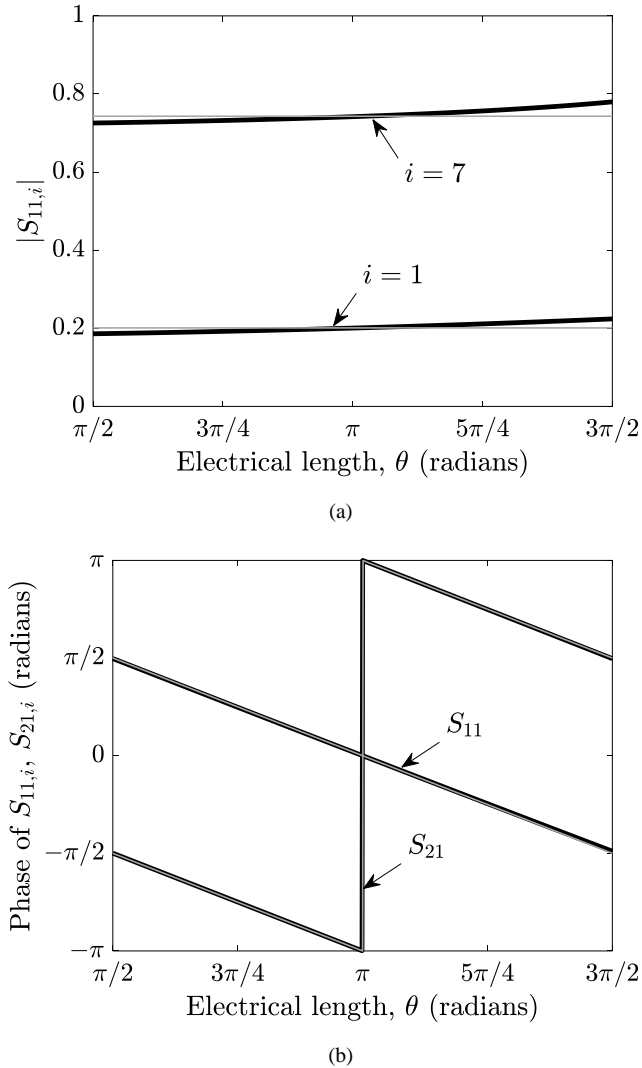 1
0.8
0.6
0.4
0.2
0
|S₁₁,ᵢ|
i = 7
i = 1
π/2 3π/4 π 5π/4 3π/2
Electrical length, θ (radians)
(a)
π
π/2
0
−π/2
−π
Phase of S₁₁,ᵢ, S₂₁,ᵢ (radians)
S₁₁
S₂₁
π/2 3π/4 π 5π/4 3π/2
Electrical length, θ (radians)
(b)